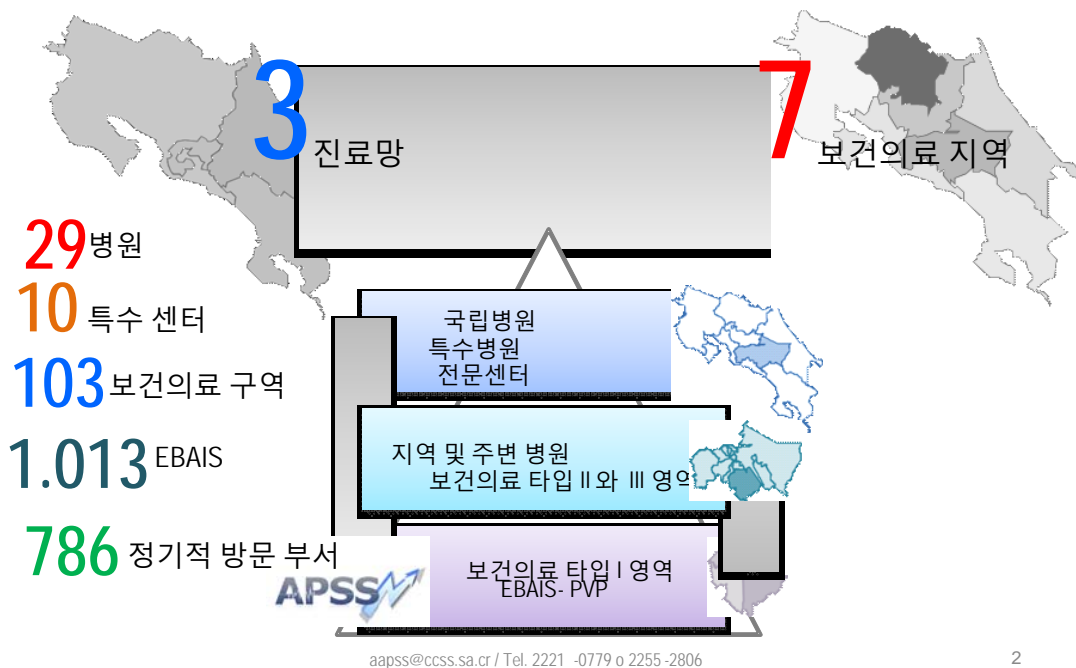 3 진료망
7 보건의료 지역
29 병원
10 특수 센터
103 보건의료 구역
1.013 EBAIS
786 정기적 방문 부서
국립병원
특수병원
전문센터
지역 및 주변 병원
보건의료 타입 II 와 III 영역
보건의료 타입 I 영역
EBAIS- PVP
APSS
aapss@ccss.sa.cr / Tel. 2221 -0779 o 2255 -2806
2